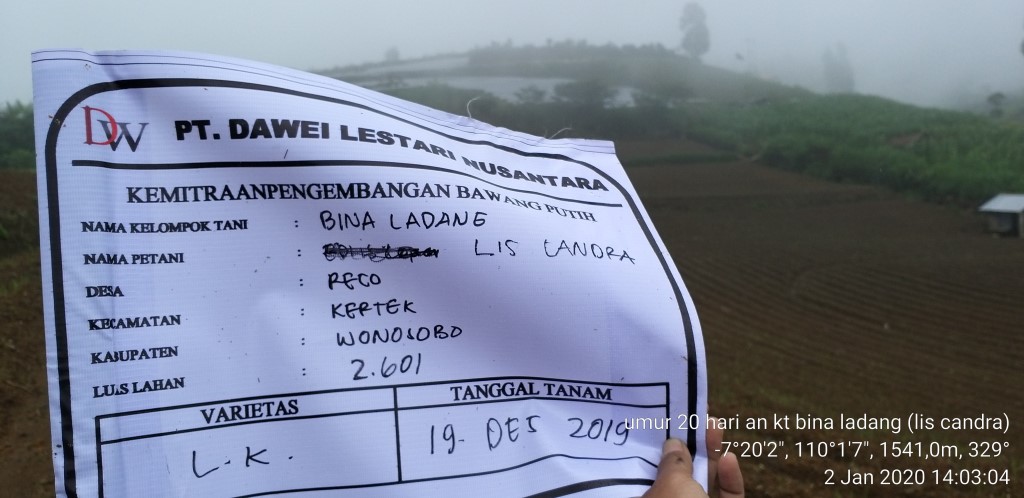 DW PT. DAWEI LESTARI NUSANTARA
KEMITRAANPENGEMBANGAN BAWANG PUTIH
NAMA KELOMPOK TANI : BINA LADANG
NAMA PETANI : LIS CANDRA
DESA : RECO
KECAMATAN : KERTEK
KABUPATEN : WONOSOBO
LUAS LAHAN : 2.601
VARIETAS TANGGAL TANAM
L.K. 19. DES 2019
umur 20 hari an kt bina ladang (lis candra)
-7°20'2", 110°1'7", 1541,0m, 329°
2 Jan 2020 14:03:04